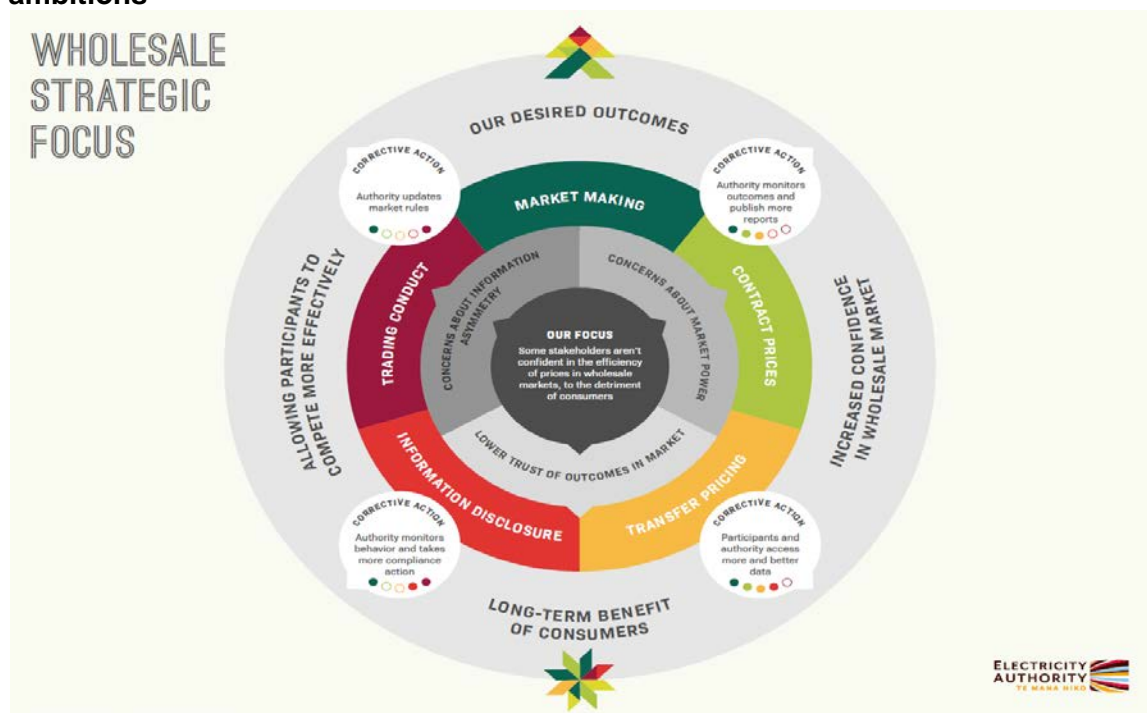 ambitions
WHOLESALE
STRATEGIC
FOCUS
OUR DESIRED OUTCOMES
CORRECTIVE ACTION
Authority updates
market rules
CORRECTIVE ACTION
Authority monitors
outcomes and
publish more
reports
MARKET MAKING
ALLOWING PARTICIPANTS TO
COMPETE MORE EFFECTIVELY
TRADING CONDUCT
CONCERNS ABOUT INFORMATION
ASYMMETRY
CONCERNS ABOUT MARKET POWER
CONTRACT PRICES
INCREASED CONFIDENCE
IN WHOLESALE MARKET
OUR FOCUS
Some stakeholders aren't
confident in the efficiency
of prices in wholesale
markets, to the detriment
of consumers
LOWER TRUST OF OUTCOMES IN MARKET
INFORMATION DISCLOSURE
TRANSFER PRICING
CORRECTIVE ACTION
Authority monitors
behavior and takes
more compliance
action
CORRECTIVE ACTION
Participants and
authority access
more and better
data
LONG-TERM BENEFIT
OF CONSUMERS
ELECTRICITY
AUTHORITY
TE MANA HIKO